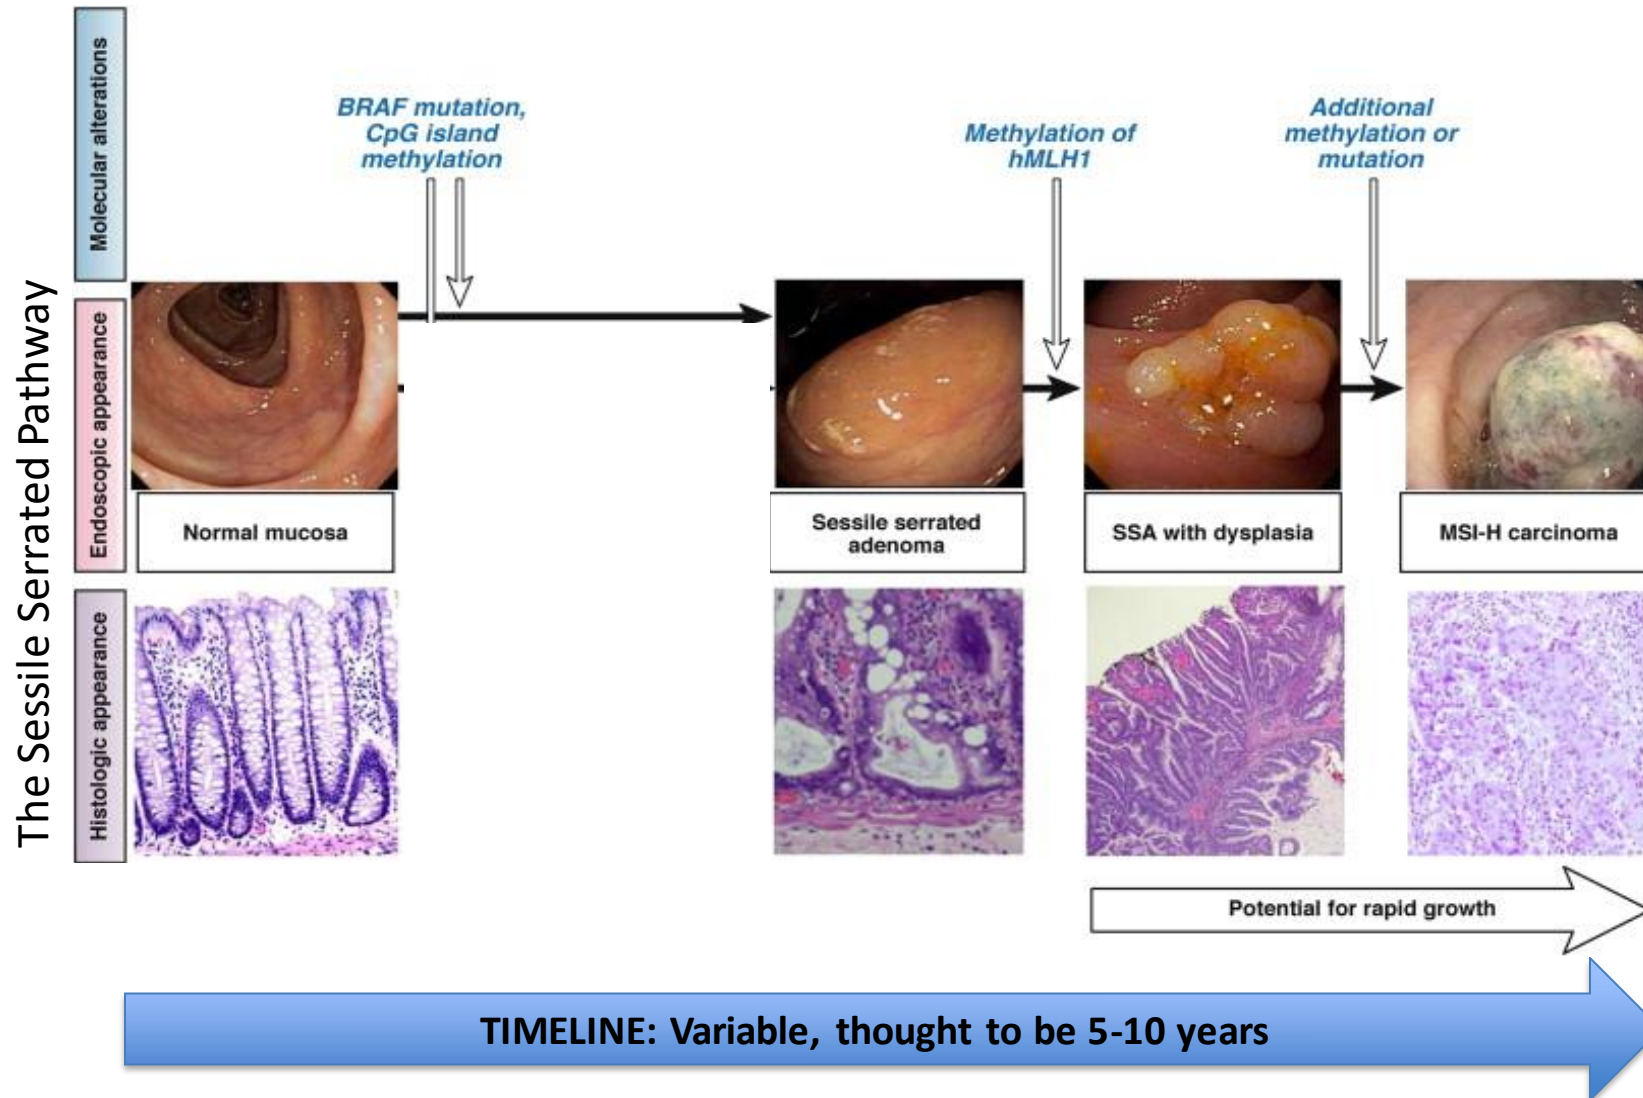 The Sessile Serrated Pathway
Molecular alterations
BRAF mutation,
CpG island
methylation
Methylation of
hMLH1
Additional
methylation or
mutation
Endoscopic appearance
Normal mucosa
Sessile serrated
adenoma
SSA with dysplasia
MSI-H carcinoma
Histologic appearance
Potential for rapid growth
TIMELINE: Variable, thought to be 5-10 years